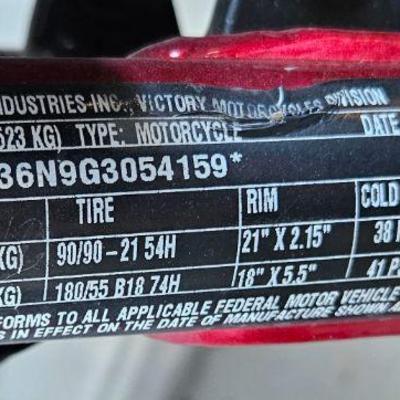 INDUSTRIES INC., VICTORY MOTORCYCLES DIVISION
523 KG) TYPE: MOTORCYCLE DATE
36N9G3054159*
TIRE RIM COLD
KG) 90/90-21 54H 21" X 2.15" 38
KG) 180/55 B18 74H 18" X 5.5" 41 P
FORMS TO ALL APPLICABLE FEDERAL MOTOR VEHICLE
S IN EFFECT ON THE DATE OF MANUFACTURE SHOWN A